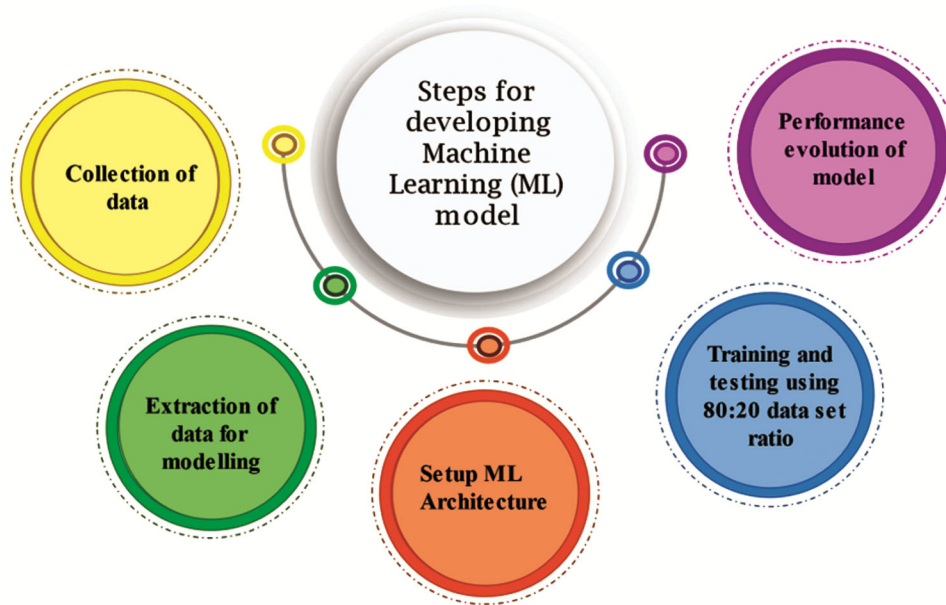 Steps for
developing
Machine
Learning (ML)
model
Collection of
data
Extraction of
data for
modelling
Setup ML
Architecture
Training and
testing using
80:20 data set
ratio
Performance
evolution of
model